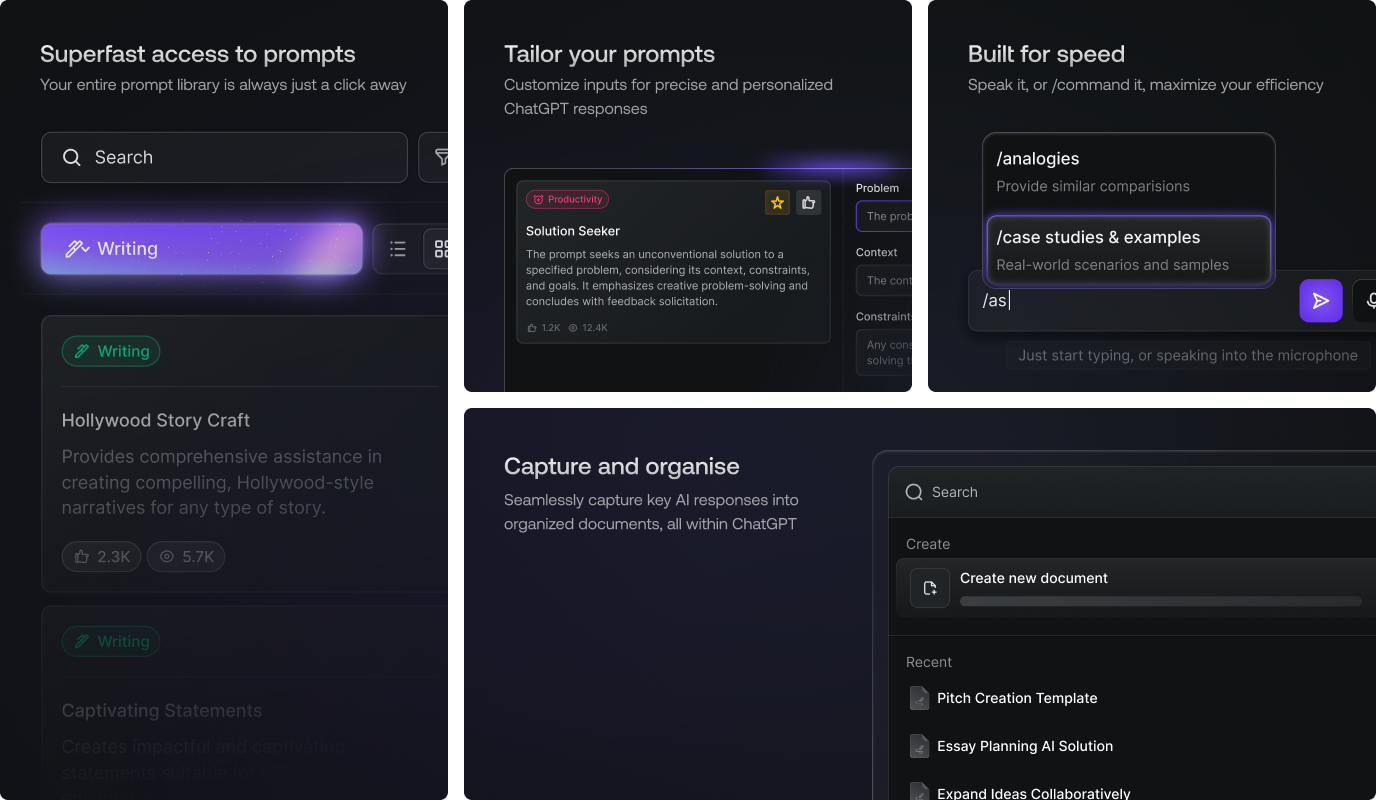 Superfast access to prompts
Your entire prompt library is always just a click away
Search
Writing
Writing
Hollywood Story Craft
Provides comprehensive assistance in
creating compelling, Hollywood-style
narratives for any type of story.
2.3K
5.7K
Writing
Captivating Statements
Creates impactful and captivating
statements suitable for
Tailor your prompts
Customize inputs for precise and personalized
ChatGPT responses
Productivity
Solution Seeker
The prompt seeks an unconventional solution to a
specified problem, considering its context, constraints,
and goals. It emphasizes creative problem-solving and
concludes with feedback solicitation.
1.2K
12.4K
Problem
The prob
Context
The cont
Constraints
Any cons
solving t
Built for speed
Speak it, or /command it, maximize your efficiency
/analogies
Provide similar comparisions
/case studies & examples
Real-world scenarios and samples
/as
Just start typing, or speaking into the microphone
Capture and organise
Seamlessly capture key AI responses into
organized documents, all within ChatGPT
Search
Create
Create new document
Recent
Pitch Creation Template
Essay Planning AI Solution
Expand Ideas Collaboratively